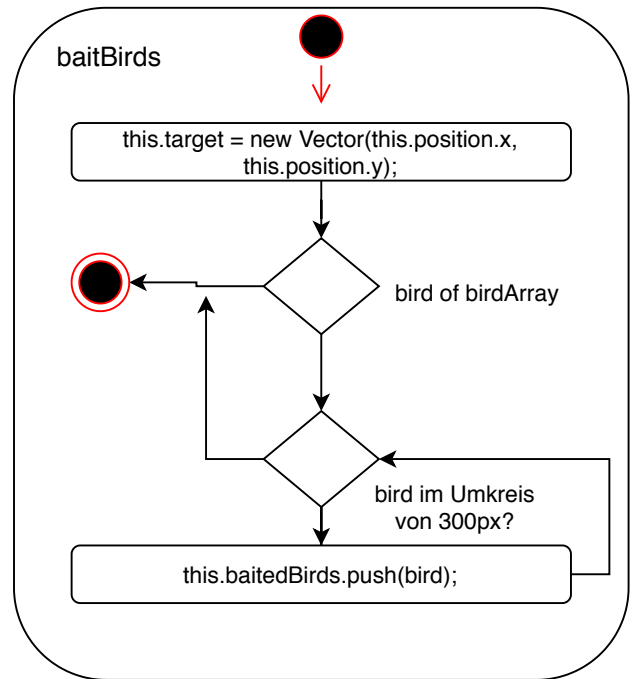 baitBirds
this.target = new Vector(this.position.x,
this.position.y);
bird of birdArray
bird im Umkreis
von 300px?
this.baitedBirds.push(bird);